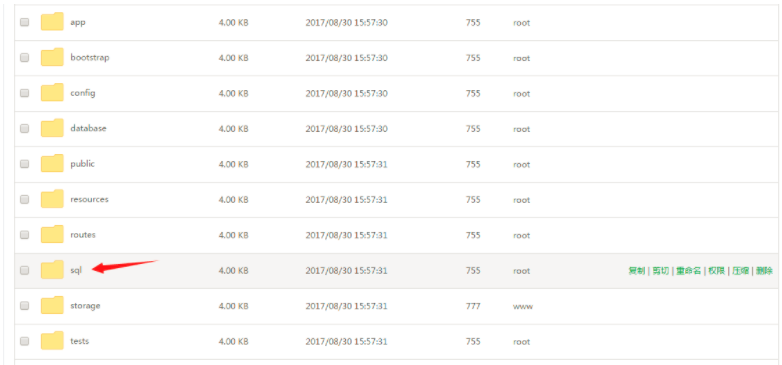 app 4.00 KB 2017/08/30 15:57:30 755 root
bootstrap 4.00 KB 2017/08/30 15:57:30 755 root
config 4.00 KB 2017/08/30 15:57:30 755 root
database 4.00 KB 2017/08/30 15:57:30 755 root
public 4.00 KB 2017/08/30 15:57:31 755 root
resources 4.00 KB 2017/08/30 15:57:31 755 root
routes 4.00 KB 2017/08/30 15:57:31 755 root
sql 4.00 KB 2017/08/30 15:57:31 755 root 复制 | 剪切 | 重命名 | 权限 | 压缩 | 删除
storage 4.00 KB 2017/08/30 15:57:31 777 www
tests 4.00 KB 2017/08/30 15:57:31 755 root